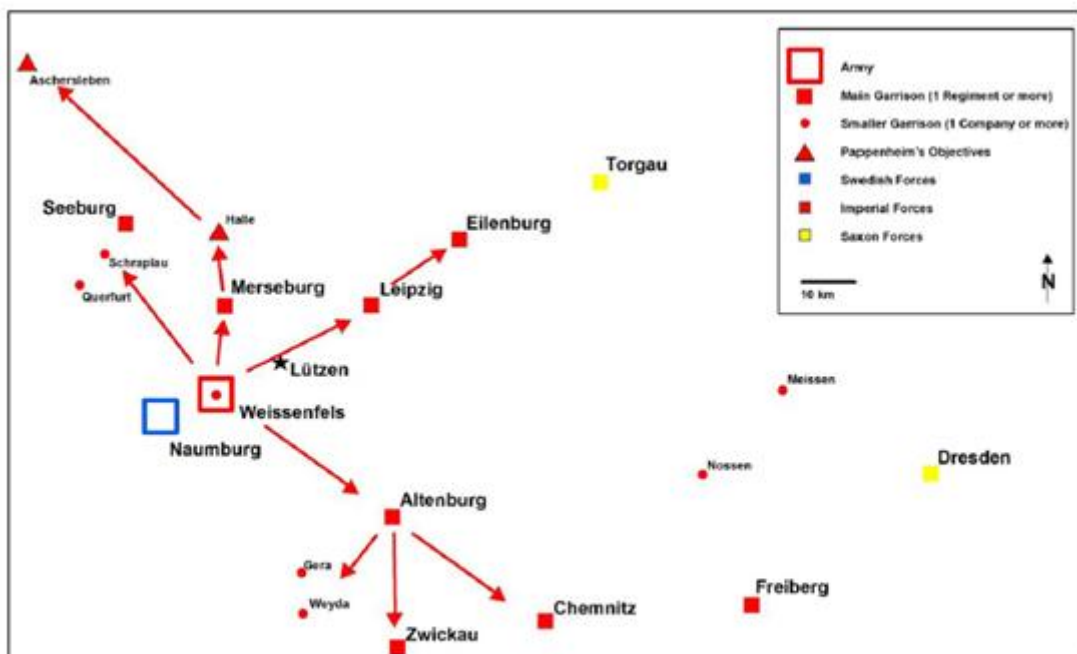 Aschersleben
Army
Main Garrison (1 Regiment or more)
Smaller Garrison (1 Company or more)
Pappenheim's Objectives
Swedish Forces
Imperial Forces
Saxon Forces
10 km
N
Torgau
Seeburg
Halle
Eilenburg
Schraplau
Querfurt
Merseburg
Leipzig
Lützen
Weissenfels
Naumburg
Meissen
Nossen
Dresden
Altenburg
Gera
Weyda
Chemnitz
Freiberg
Zwickau